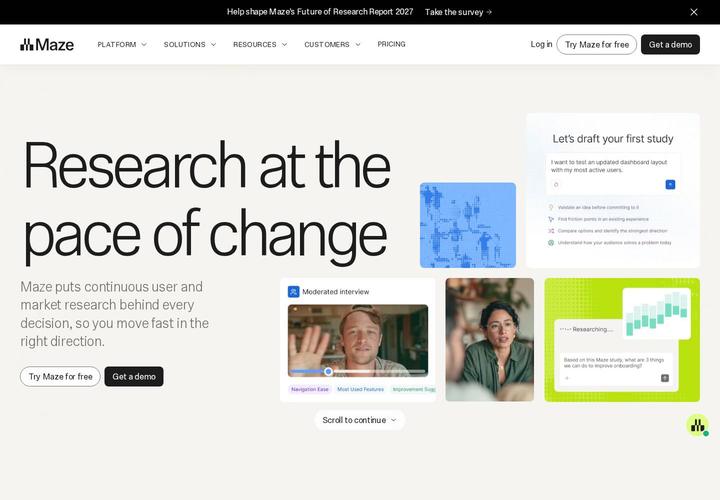 Help shape Maze's Future of Research Report 2027 Take the survey →
Maze
PLATFORM SOLUTIONS RESOURCES CUSTOMERS PRICING
Log in Try Maze for free Get a demo
Research at the
pace of change
Maze puts continuous user and
market research behind every
decision, so you move fast in the
right direction.
Try Maze for free Get a demo
Let's draft your first study
I want to test an updated dashboard layout
with my most active users.
Validate an idea before committing to it
Find friction points in an existing experience
Compare options and identify the strongest direction
Understand how your audience solves a problem today
Moderated interview
Navigation Ease Most Used Features Improvement Sugg
Researching...
Based on this Maze study, what are 3 things
we can do to improve onboarding?
Scroll to continue